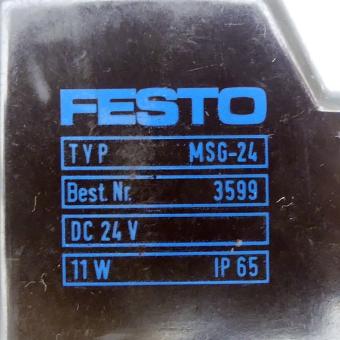 FESTO
TYP MSG-24
Best. Nr. 3599
DC 24 V
11 W IP 65